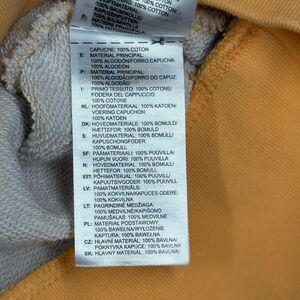 CAPUCHE: 100% COTON
E: MATERIAL PRINCIPAL:
100% ALGODÓN/FORRO CAPUCHA:
100% ALGODÓN
P: MATERIAL PRINCIPAL:
100% ALGODÃO/FORRO DO CAPUZ:
100% ALGODÃO
I: PRIMO TESSUTO: 100% COTONE/
FODERA DEL CAPPUCCIO:
100% COTONE
NL: HOOFDMATERIAAL: 100% KATOEN/
VOERING CAPUCHON:
100% KATOEN
DK: HOVEDMATERIALE: 100% BOMULD/
HÆTTEFOR: 100% BOMULD
S: HUVUDMATERIAL: 100% BOMULL/
KAPUSCHONGFODER:
100% BOMULL
SF: PÄÄMATERIAALI: 100% PUUVILLA/
HUPUN VUORI: 100% PUUVILLA
N: HOVEDMATERIALE: 100% BOMULL/
HETTEFOR: 100% BOMULL
EST: PÕHIMATERJAL: 100% PUUVILL/
KAPUUTSIVOODER: 100% PUUVILL
LV: PAMATMATERIĀLS:
100% KOKVILNA/KAPUCES ODERE:
100% KOKVILNA
LT: PAGRINDINĖ MEDŽIAGA:
100% MEDVILNĖ/KAPIŠONO
PAMUŠALAS: 100% MEDVILNĖ
PL: MATERIAŁ PODSTAWOWY:
100% BAWEŁNA/WYŁOŻENIE
KAPTURA: 100% BAWEŁNA
CZ: HLAVNÍ MATERIÁL: 100% BAVLNA/
POKRÝVKA KAPUCE: 100% BAVLNA
SK: HLAVNÝ MATERIÁL: 100% BAVLNA/